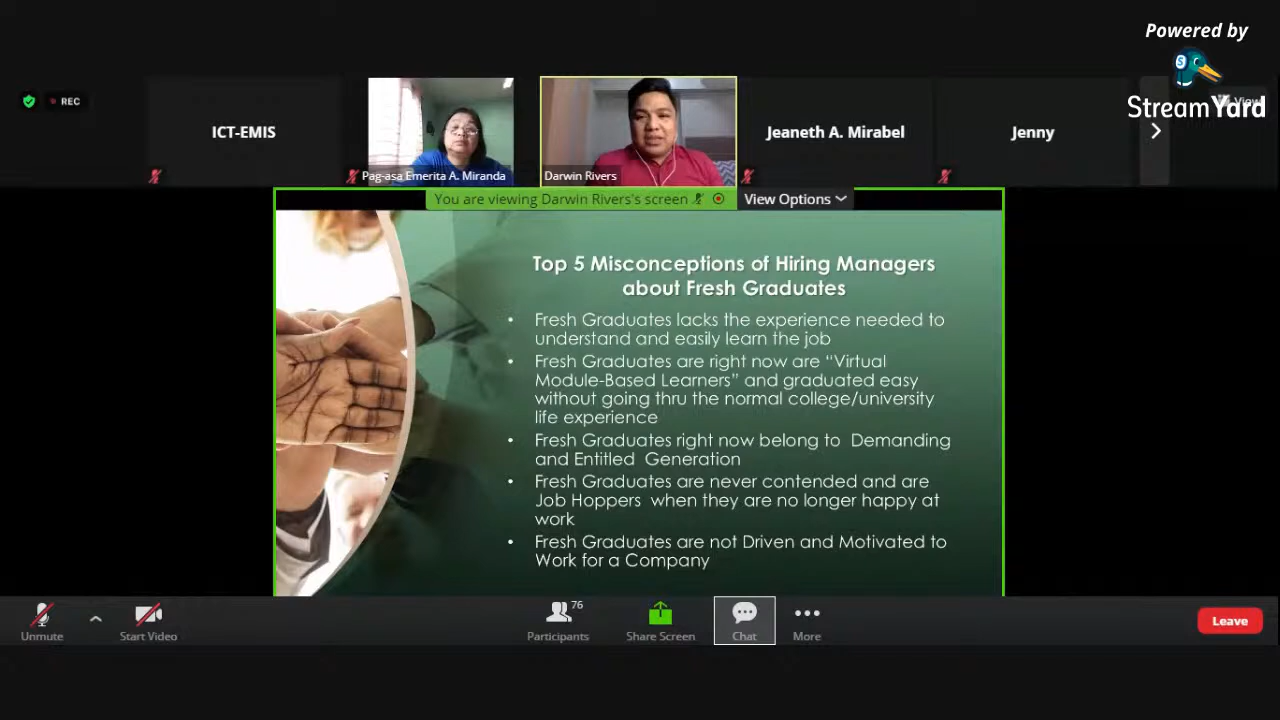 Powered by
StreamYard
REC
View
ICT-EMIS
Pag-asa Emerita A. Miranda
Darwin Rivers
Jeaneth A. Mirabel
Jenny
You are viewing Darwin Rivers's screen
View Options
Top 5 Misconceptions of Hiring Managers
about Fresh Graduates
• Fresh Graduates lacks the experience needed to
understand and easily learn the job
• Fresh Graduates are right now are “Virtual
Module-Based Learners” and graduated easy
without going thru the normal college/university
life experience
• Fresh Graduates right now belong to Demanding
and Entitled Generation
• Fresh Graduates are never contended and are
Job Hoppers when they are no longer happy at
work
• Fresh Graduates are not Driven and Motivated to
Work for a Company
Unmute
Start Video
76
Participants
Share Screen
Chat
More
Leave